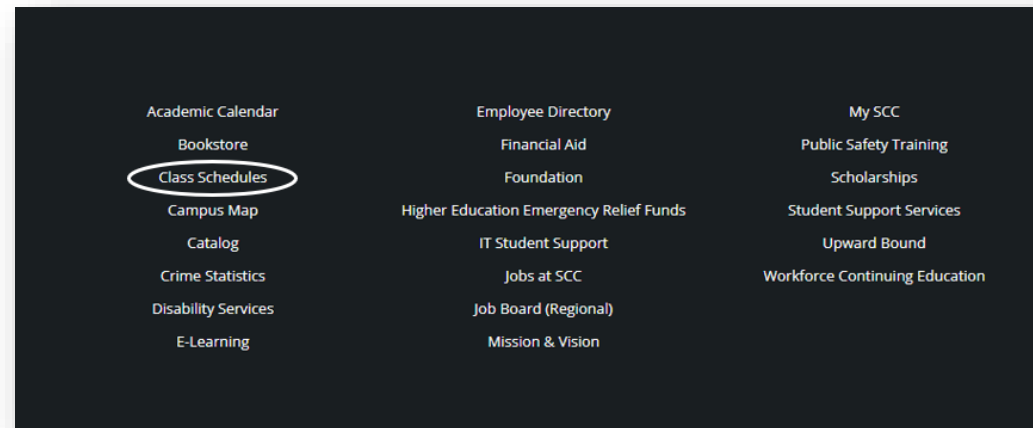 Academic Calendar
Bookstore
Class Schedules
Campus Map
Catalog
Crime Statistics
Disability Services
E-Learning
Employee Directory
Financial Aid
Foundation
Higher Education Emergency Relief Funds
IT Student Support
Jobs at SCC
Job Board (Regional)
Mission & Vision
My SCC
Public Safety Training
Scholarships
Student Support Services
Upward Bound
Workforce Continuing Education